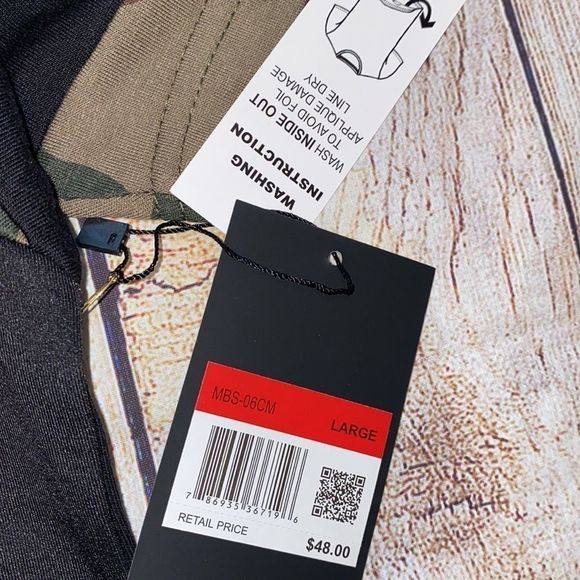 WASHING
INSTRUCTION
WASH INSIDE OUT
TO AVOID FOIL
APPLIQUE DAMAGE
LINE DRY
MBS-06CM
LARGE
7 86935 36719 6
RETAIL PRICE
$48.00